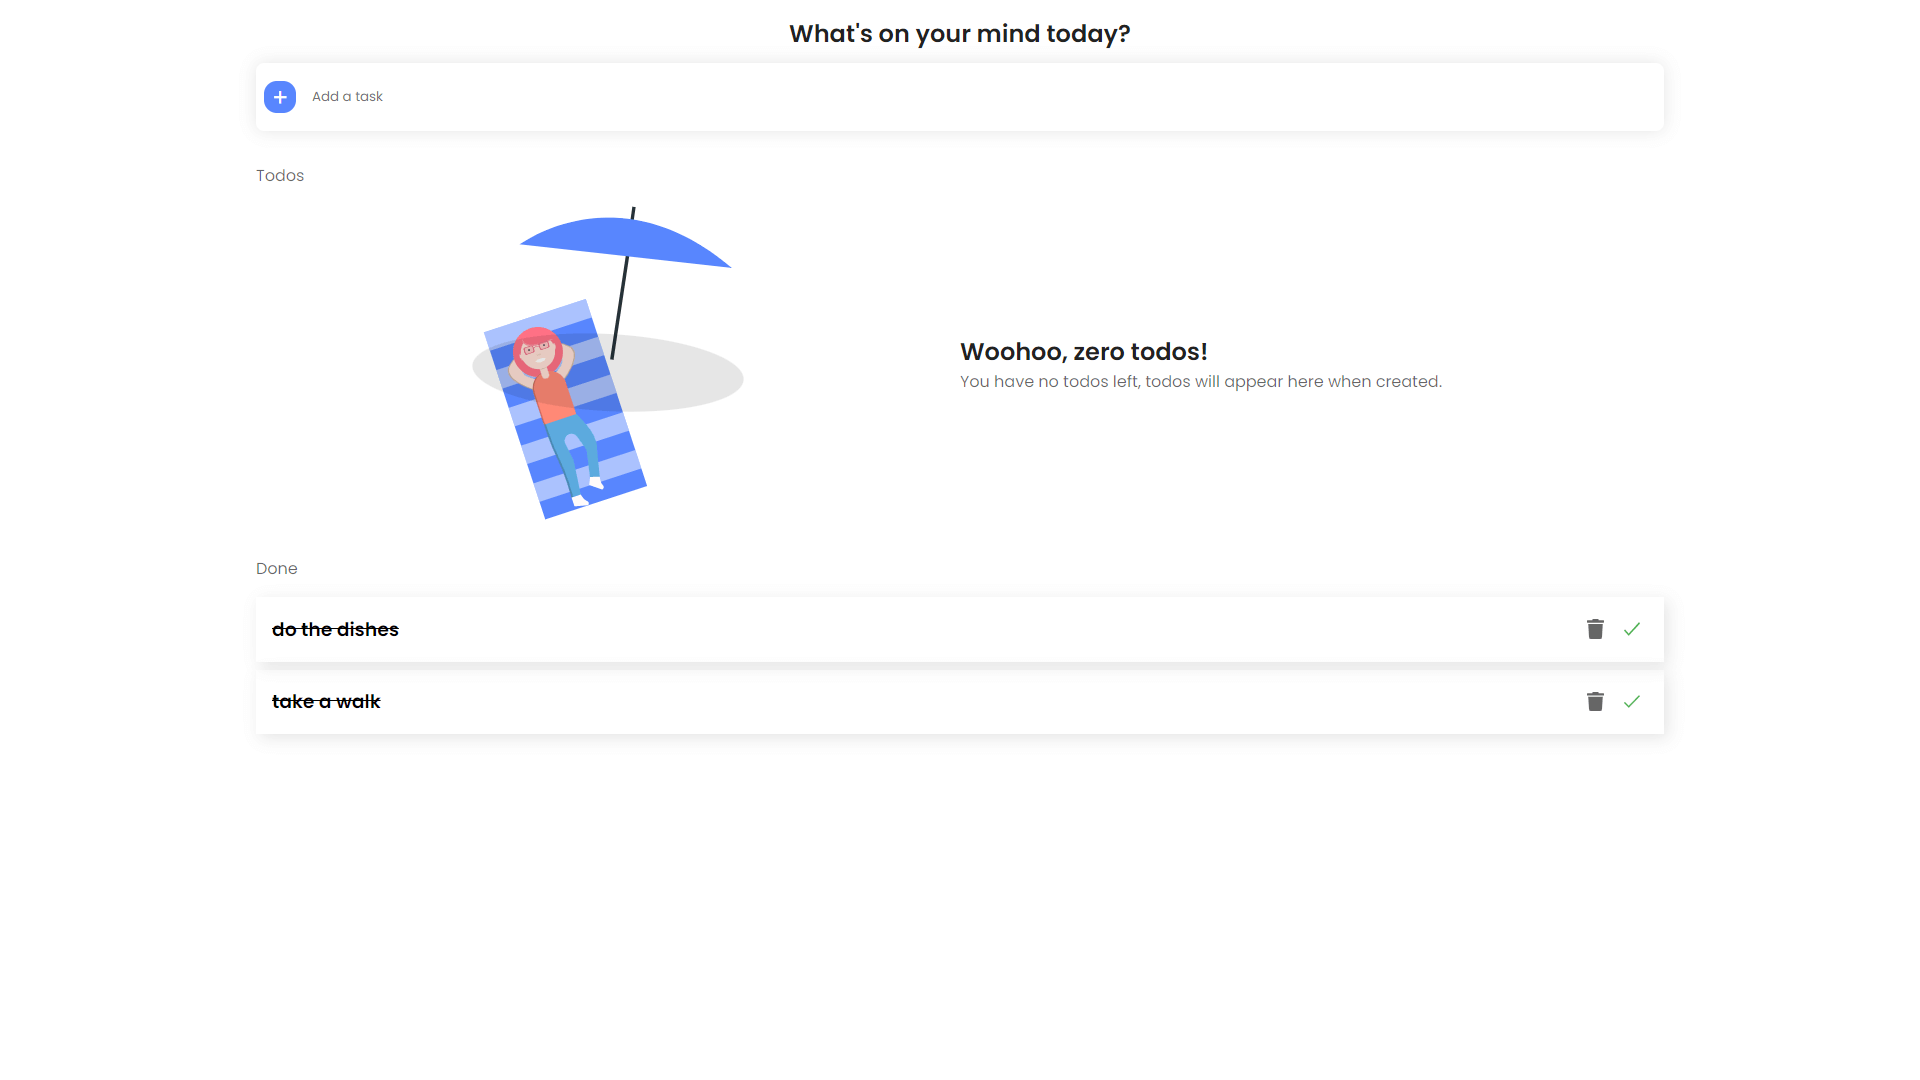 What's on your mind today?
Add a task
Todos
Woohoo, zero todos!
You have no todos left, todos will appear here when created.
Done
do the dishes
take a walk